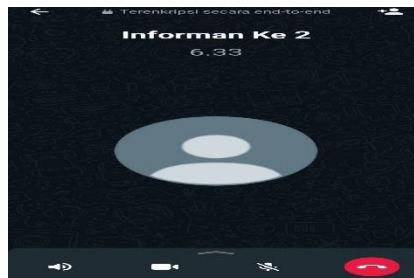 Terenkripsi secara end-to-end
Informan Ke 2
6.33